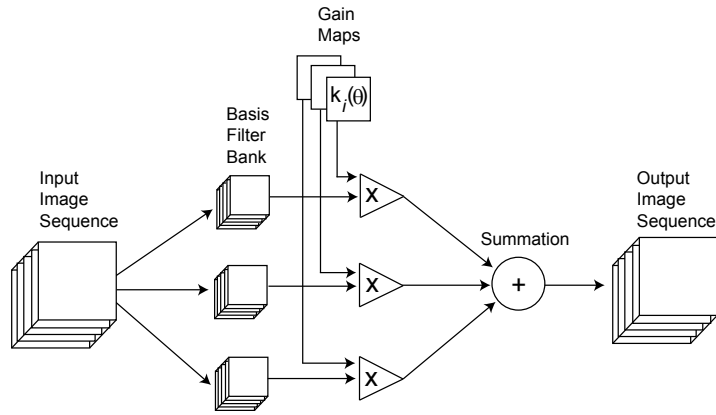 Gain
Maps
k_i(θ)
Basis
Filter
Bank
Input
Image
Sequence
Output
Image
Sequence
Summation
X
X
X
+